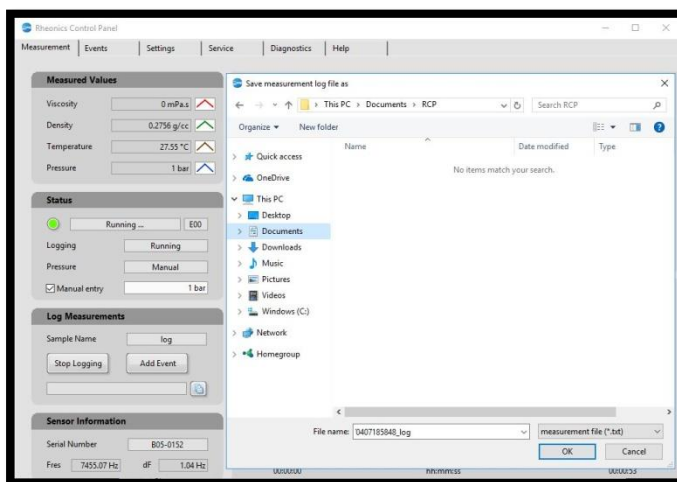 Rheonics Control Panel
Measurement Events Settings Service Diagnostics Help
Measured Values
Viscosity 0 mPa.s
Density 0.2756 g/cc
Temperature 27.55 °C
Pressure 1 bar
Status
Running ... E00
Logging Running
Pressure Manual
Manual entry 1 bar
Log Measurements
Sample Name log
Stop Logging Add Event
Sensor Information
Serial Number B05-0152
Fres 7455.07 Hz dF 1.04 Hz
Save measurement log file as
This PC > Documents > RCP Search RCP
Organize New folder
Name Date modified Type
No items match your search.
Quick access
OneDrive
This PC
Desktop
Documents
Downloads
Music
Pictures
Videos
Windows (C:)
Network
Homegroup
File name: 0407185848_log measurement file (*.txt)
OK Cancel
00:00:00 hh:mm:ss 00:00:53